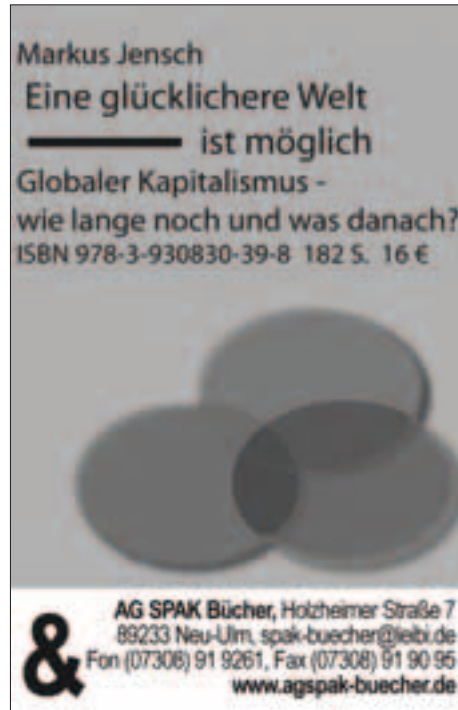 Markus Jensch
Eine glücklichere Welt
ist möglich
Globaler Kapitalismus -
wie lange noch und was danach?
ISBN 978-3-930830-39-8 182 S. 16 €
& AG SPAK Bücher, Holzheimer Straße 7
89233 Neu-Ulm, spak-buecher@leibi.de
Fon (07308) 91 9261, Fax (07308) 91 90 95
www.agspak-buecher.de